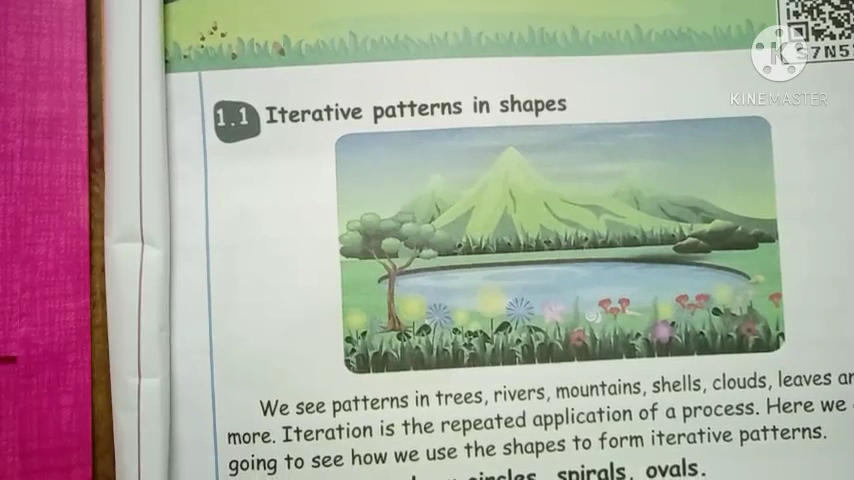 S7N5
KINEMASTER
1.1 Iterative patterns in shapes
We see patterns in trees, rivers, mountains, shells, clouds, leaves
more. Iteration is the repeated application of a process. Here we
going to see how we use the shapes to form iterative patterns.
circles, spirals, ovals.